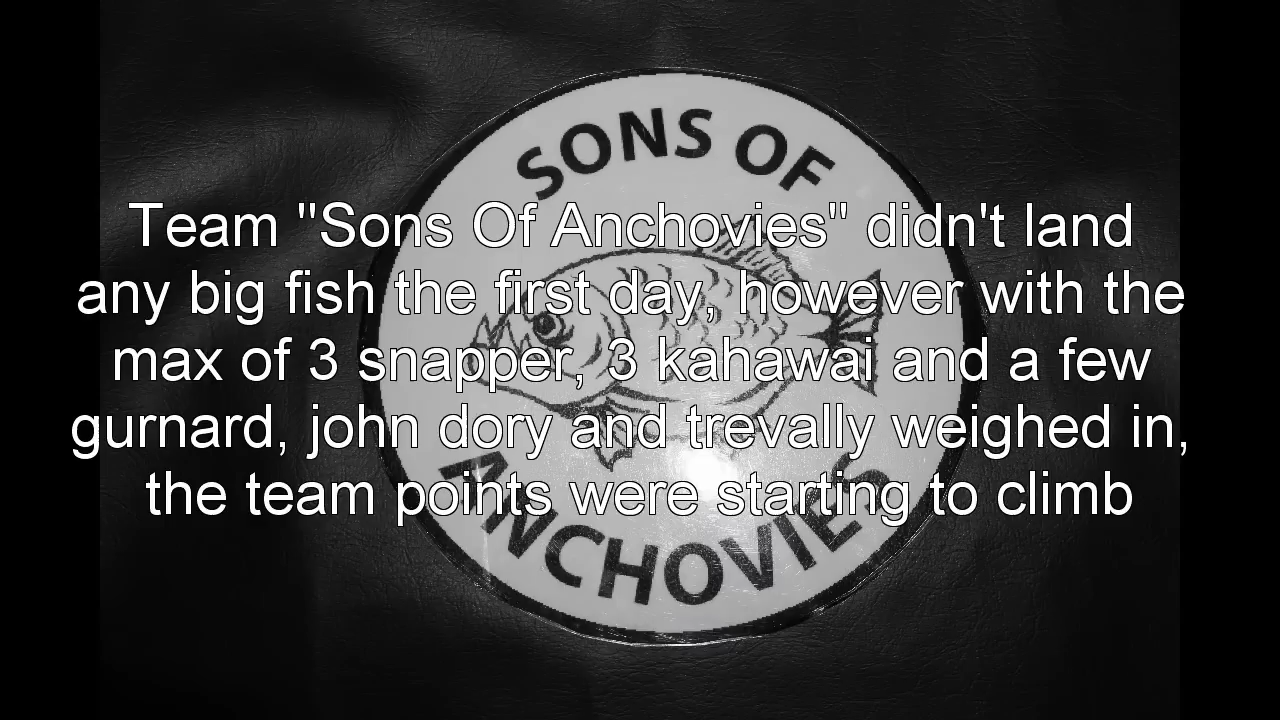 SONS OF
Team "Sons Of Anchovies" didn't land
any big fish the first day, however with the
max of 3 snapper, 3 kahawai and a few
gurnard, john dory and trevally weighed in,
the team points were starting to climb
ANCHOVIES